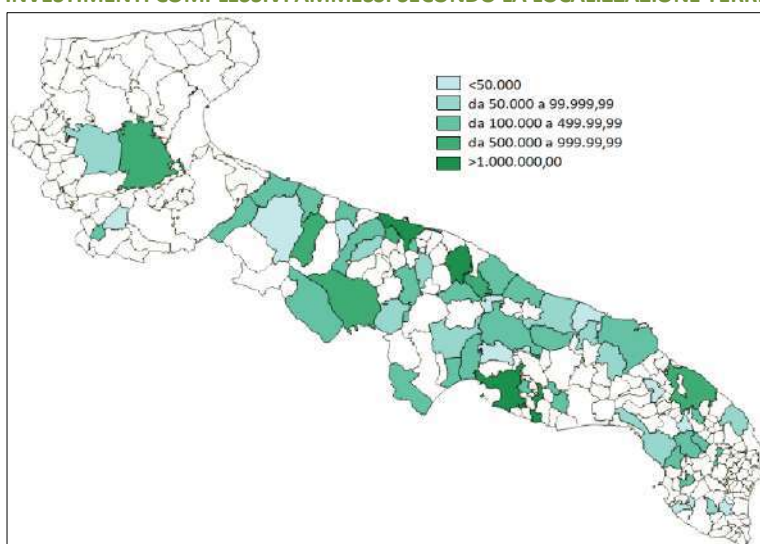 INVESTIMENTI COMPLESSIVI AMMESSI SECONDO LA LOCALIZZAZIONE
<50.000
da 50.000 a 99.999,99
da 100.000 a 499.99,99
da 500.000 a 999.99,99
>1.000.000,00